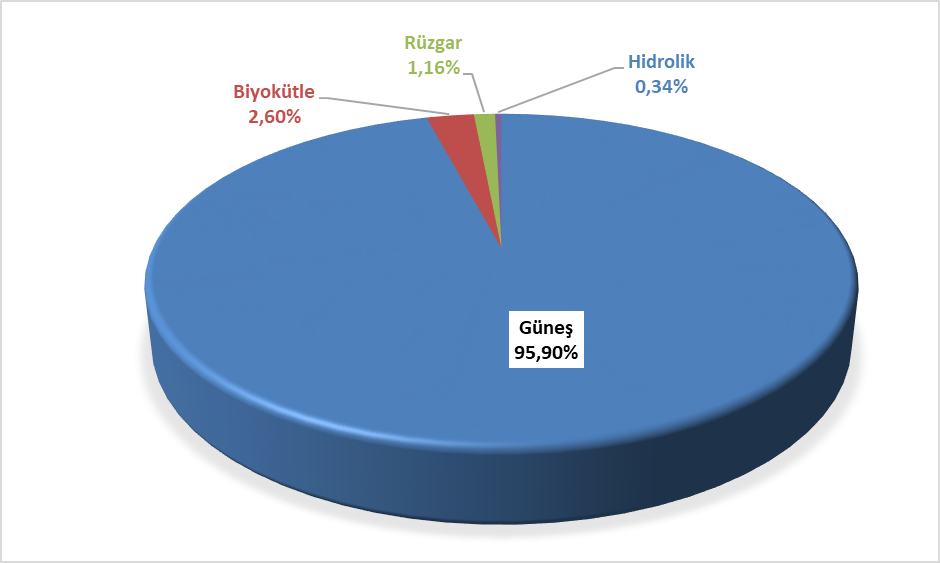 Rüzgar
1,16%
Hidrolik
0,34%
Biyokütle
2,60%
Güneş
95,90%